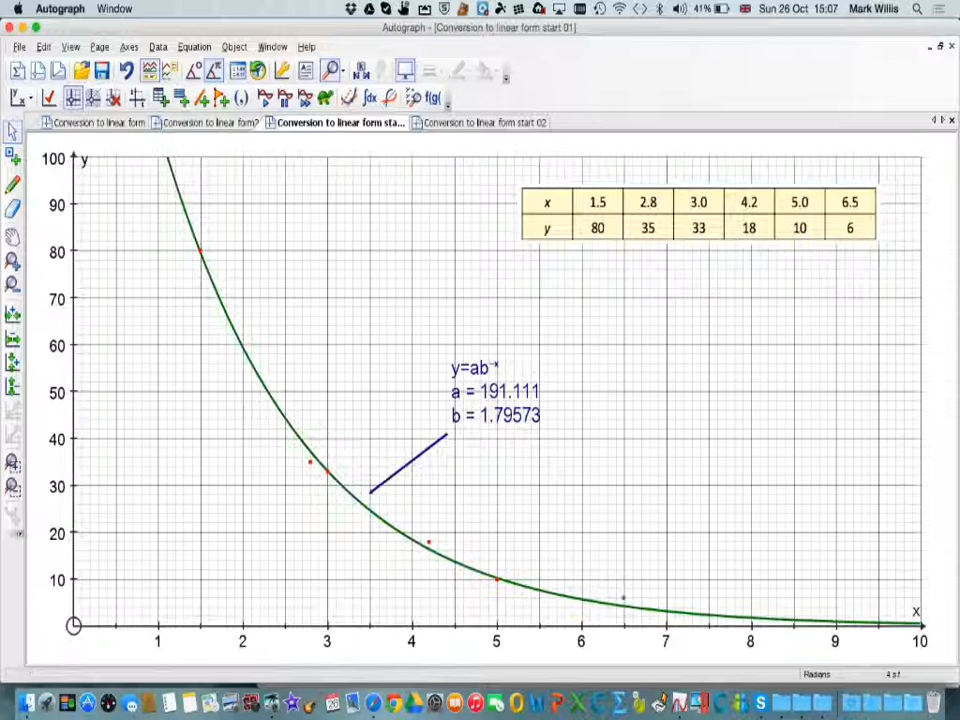 Autograph Window 41% Sun 26 Oct 15:07 Mark Willis
Autograph - [Conversion to linear form start 01]
File Edit View Page Axes Data Equation Object Window Help
Conversion to linear form Conversion to linear form? Conversion to linear form sta... Conversion to linear form start 02
100 y
90
80
70
60
50
40
30
20
10
x 1.5 2.8 3.0 4.2 5.0 6.5
y 80 35 33 18 10 6
y=ab⁻ˣ
a = 191.111
b = 1.79573
x
1 2 3 4 5 6 7 8 9 10
Radians